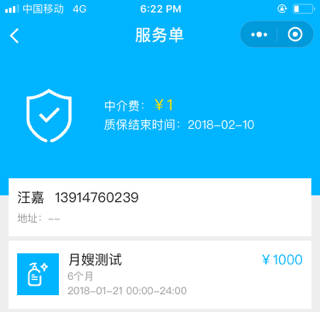 中国移动 4G 6:22 PM
服务单
中介费：￥1
质保结束时间：2018-02-10
汪嘉 13914760239
地址：--
月嫂测试 ￥1000
6个月
2018-01-21 00:00-24:00